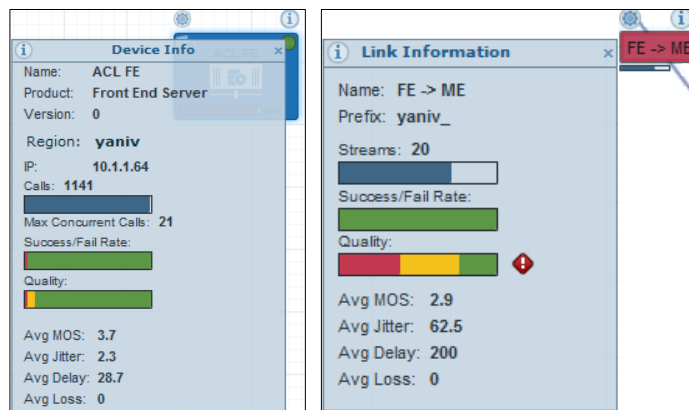 Device Info
ACL FE
Name: ACL FE
Product: Front End Server
Version: 0
Region: yaniv
IP: 10.1.1.64
Calls: 1141
Max Concurrent Calls: 21
Success/Fail Rate:
Quality:
Avg MOS: 3.7
Avg Jitter: 2.3
Avg Delay: 28.7
Avg Loss: 0
Link Information
FE -> ME
Name: FE -> ME
Prefix: yaniv_
Streams: 20
Success/Fail Rate:
Quality:
Avg MOS: 2.9
Avg Jitter: 62.5
Avg Delay: 200
Avg Loss: 0